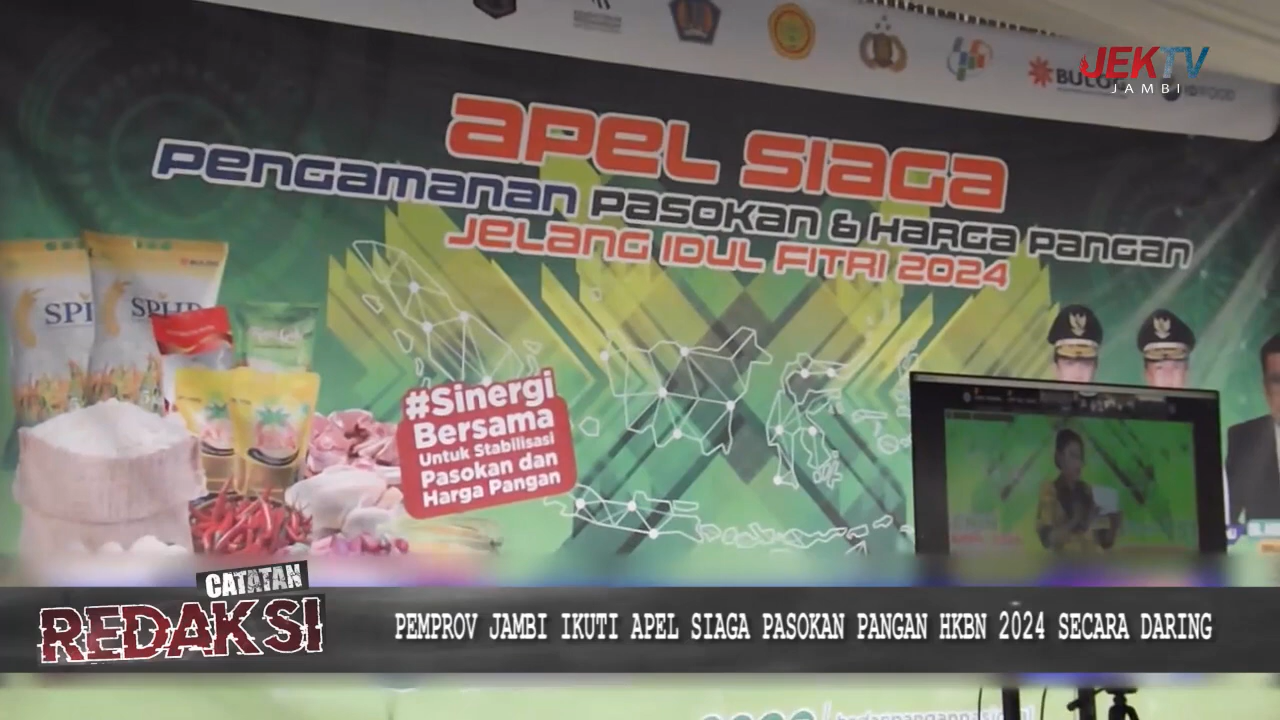 JEKTV
JAMBI
BULOG
APEL SIAGA
PENGAMANAN PASOKAN & HARGA PANGAN
JELANG IDUL FITRI 2024
SPHP
#Sinergi
Bersama
Untuk Stabilisasi
Pasokan dan
Harga Pangan
CATATAN
REDAKSI
PEMPROV JAMBI IKUTI APEL SIAGA PASOKAN PANGAN HKBN 2024 SECARA DARING